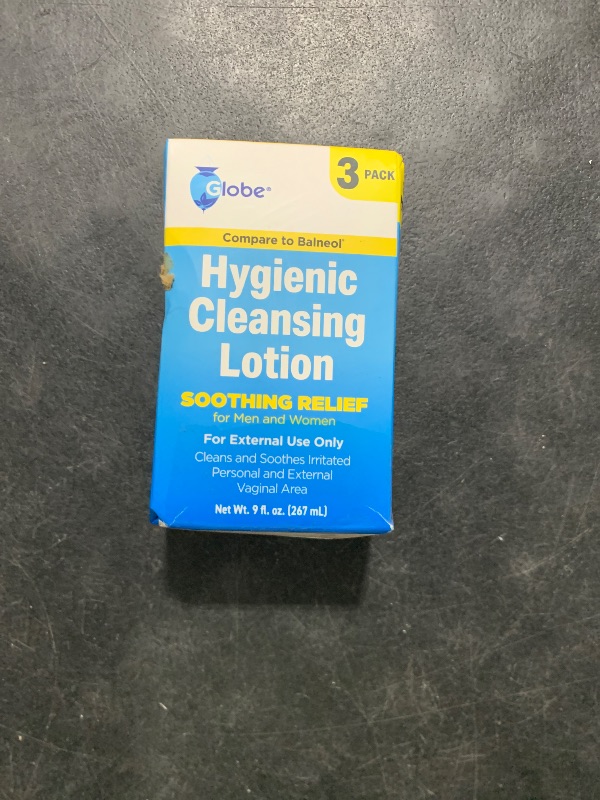 Globe®
3 PACK
Compare to Balneol®
Hygienic
Cleansing
Lotion
SOOTHING RELIEF
for Men and Women
For External Use Only
Cleans and Soothes Irritated
Personal and External
Vaginal Area
Net Wt. 9 fl. oz. (267 mL)